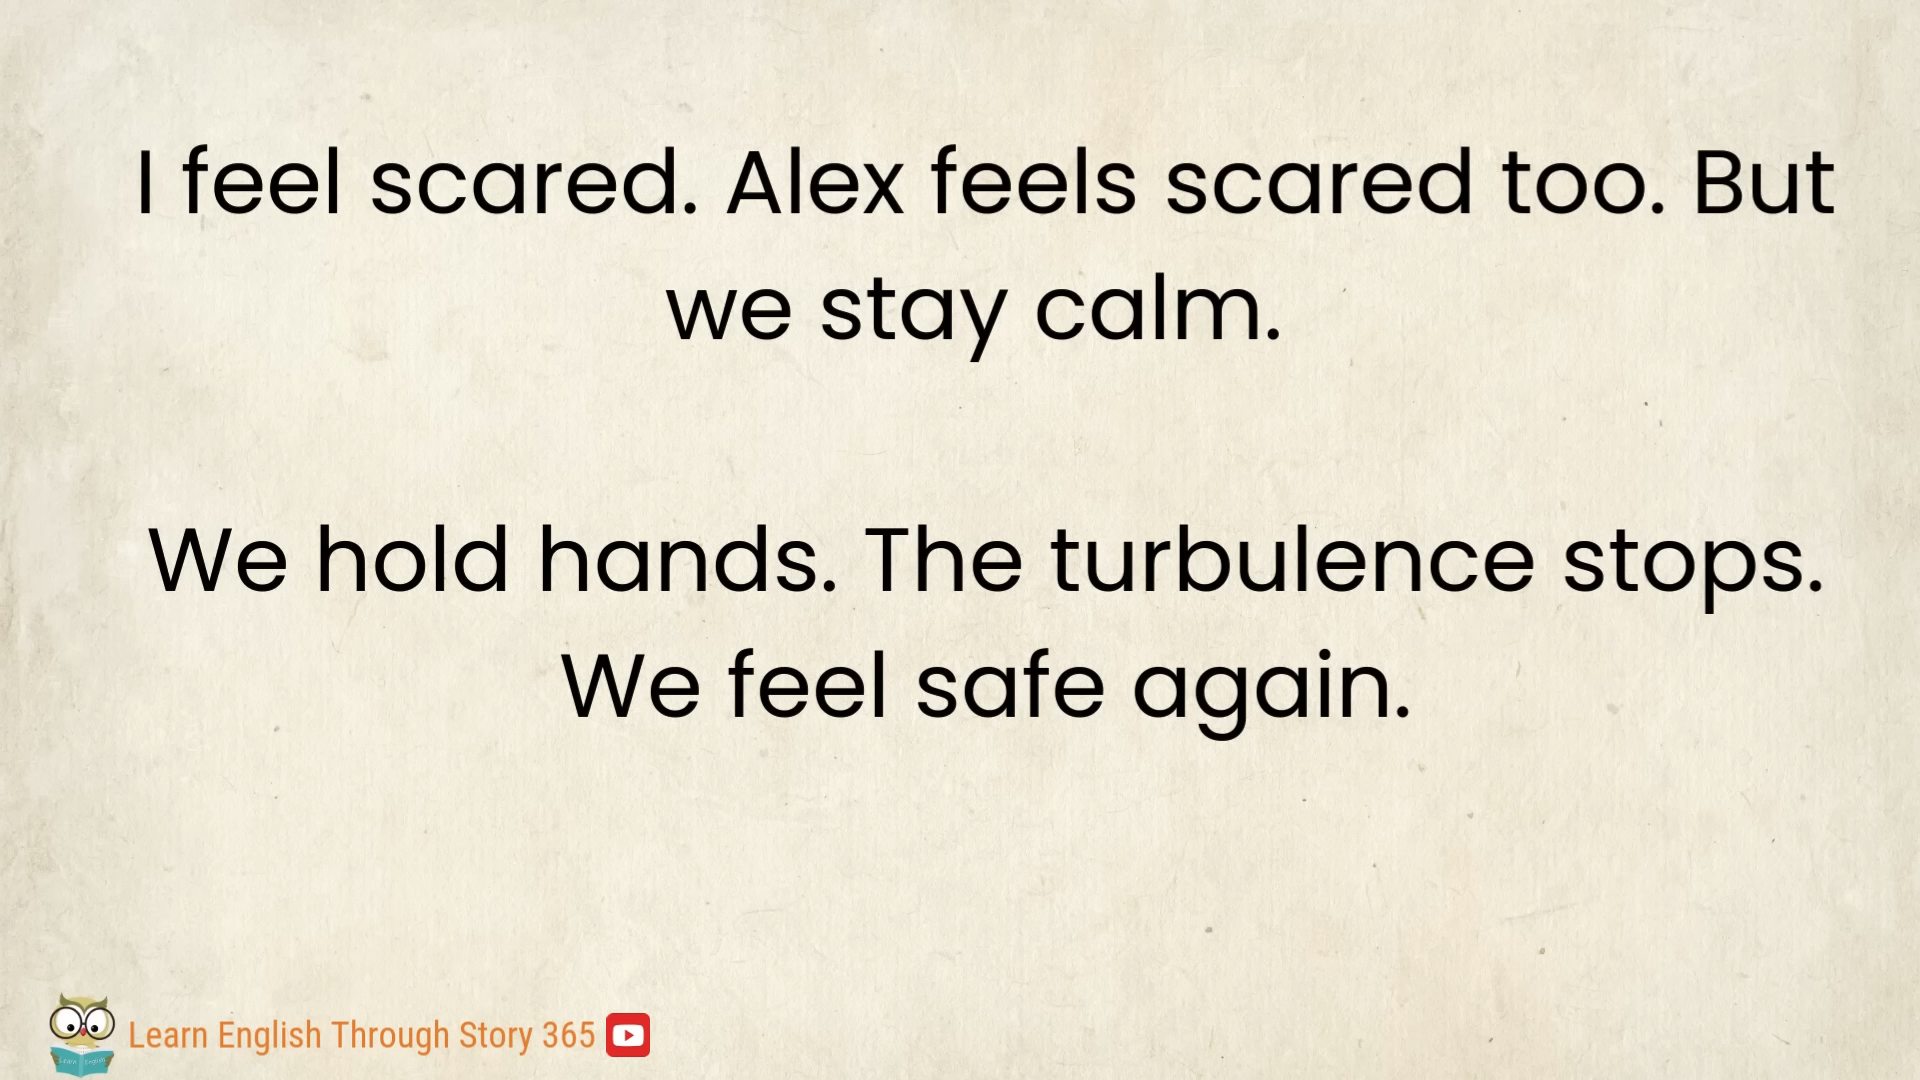 I feel scared. Alex feels scared too. But
we stay calm.
We hold hands. The turbulence stops.
We feel safe again.
Learn English Through Story 365